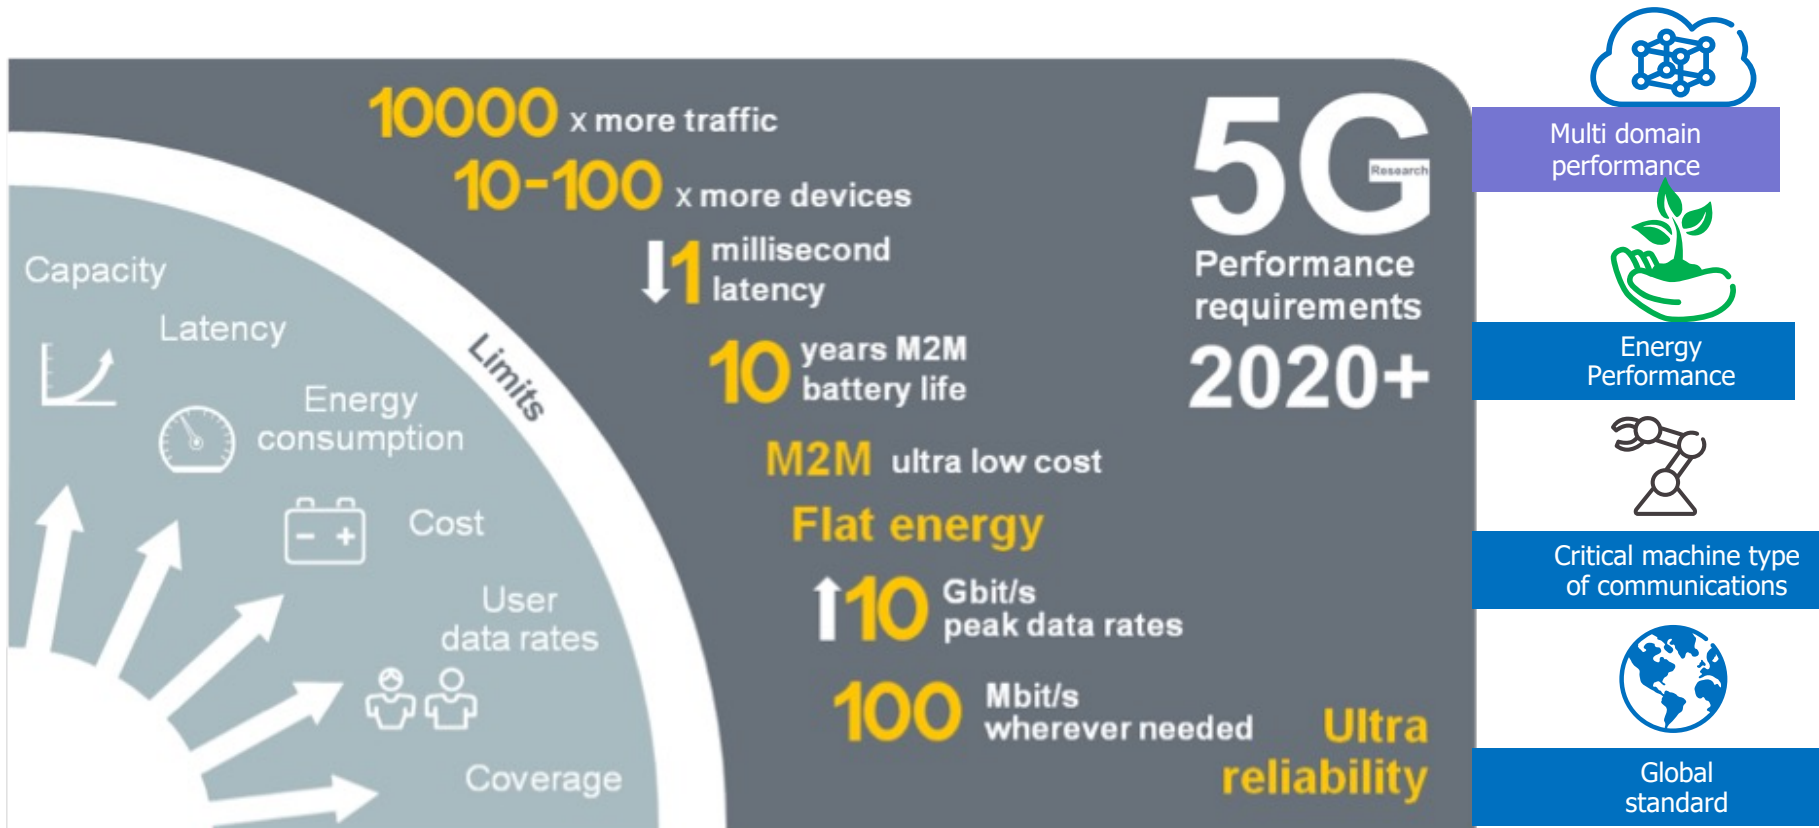 10000 x more traffic
10-100 x more devices
1 millisecond
latency
10 years M2M
battery life
M2M ultra low cost
Flat energy
10 Gbit/s
peak data rates
100 Mbit/s
wherever needed
Ultra
reliability
5G
Research
Performance
requirements
2020+
Limits
Capacity
Latency
Energy
consumption
Cost
User
data rates
Coverage
Multi domain
performance
Energy
Performance
Critical machine type
of communications
Global
standard